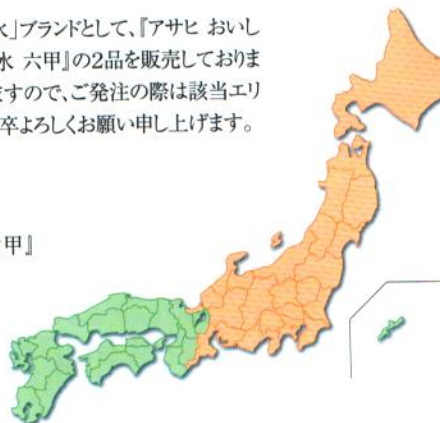 水」ブランドとして、『アサヒ おいし
水 六甲』の2品を販売しておりま
ますので、ご発注の際は該当エリ
卒よろしくお願い申し上げます。
甲』